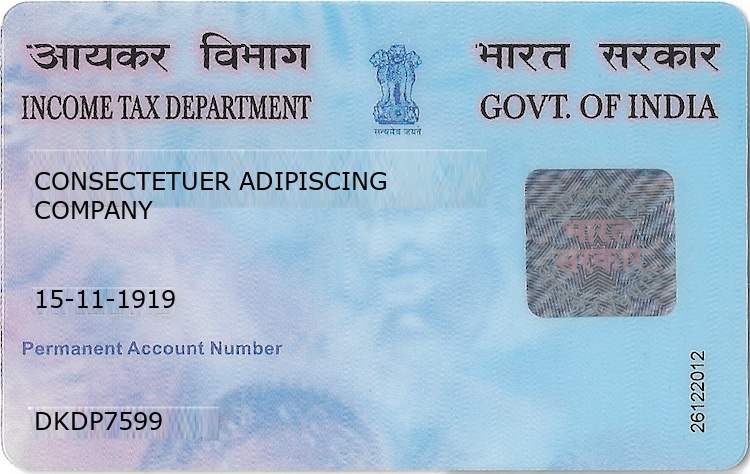 आयकर विभाग
भारत सरकार
INCOME TAX DEPARTMENT
GOVT. OF INDIA
सत्यमेव जयते
CONSECTETUER ADIPISCING
COMPANY
भारत
सरकार
15-11-1919
Permanent Account Number
DKDP7599
26122012